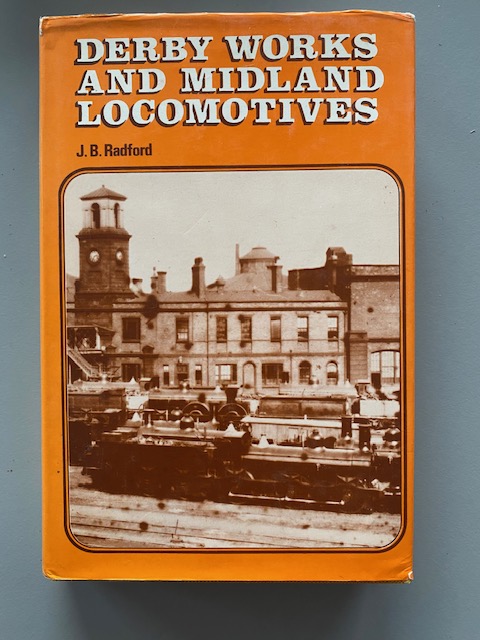 DERBY WORKS
AND MIDLAND
LOCOMOTIVES
J. B. Radford